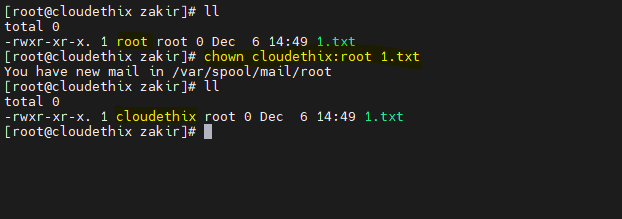 [root@cloudethix zakir]# ll
total 0
-rwxr-xr-x. 1 root root 0 Dec  6 14:49 1.txt
[root@cloudethix zakir]# chown cloudethix:root 1.txt
You have new mail in /var/spool/mail/root
[root@cloudethix zakir]# ll
total 0
-rwxr-xr-x. 1 cloudethix root 0 Dec  6 14:49 1.txt
[root@cloudethix zakir]#